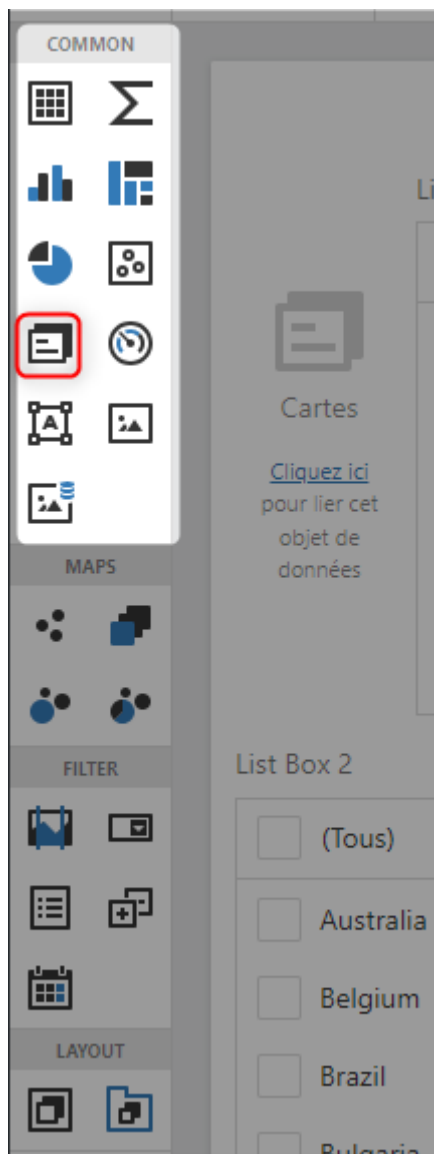 COMMON
Li
Cartes
Cliquez ici
pour lier cet
objet de
données
MAPS
FILTER
List Box 2
(Tous)
Australia
Belgium
LAYOUT
Brazil
Bulgaria